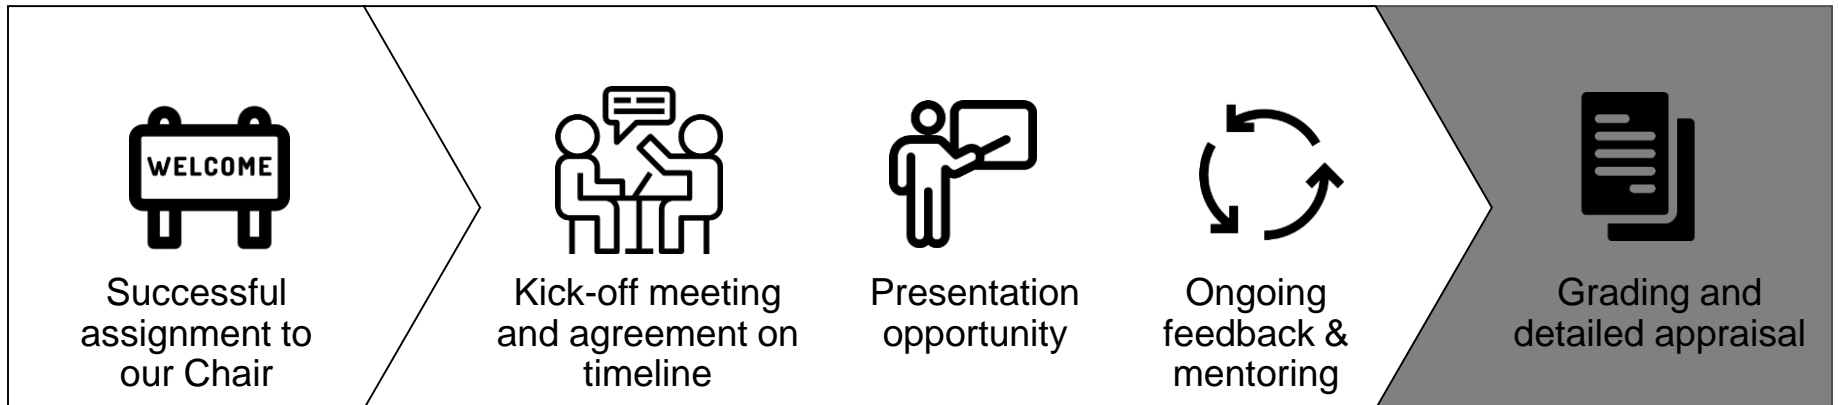 WELCOME
Successful
assignment to
our Chair
Kick-off meeting
and agreement on
timeline
Presentation
opportunity
Ongoing
feedback &
mentoring
Grading and
detailed appraisal